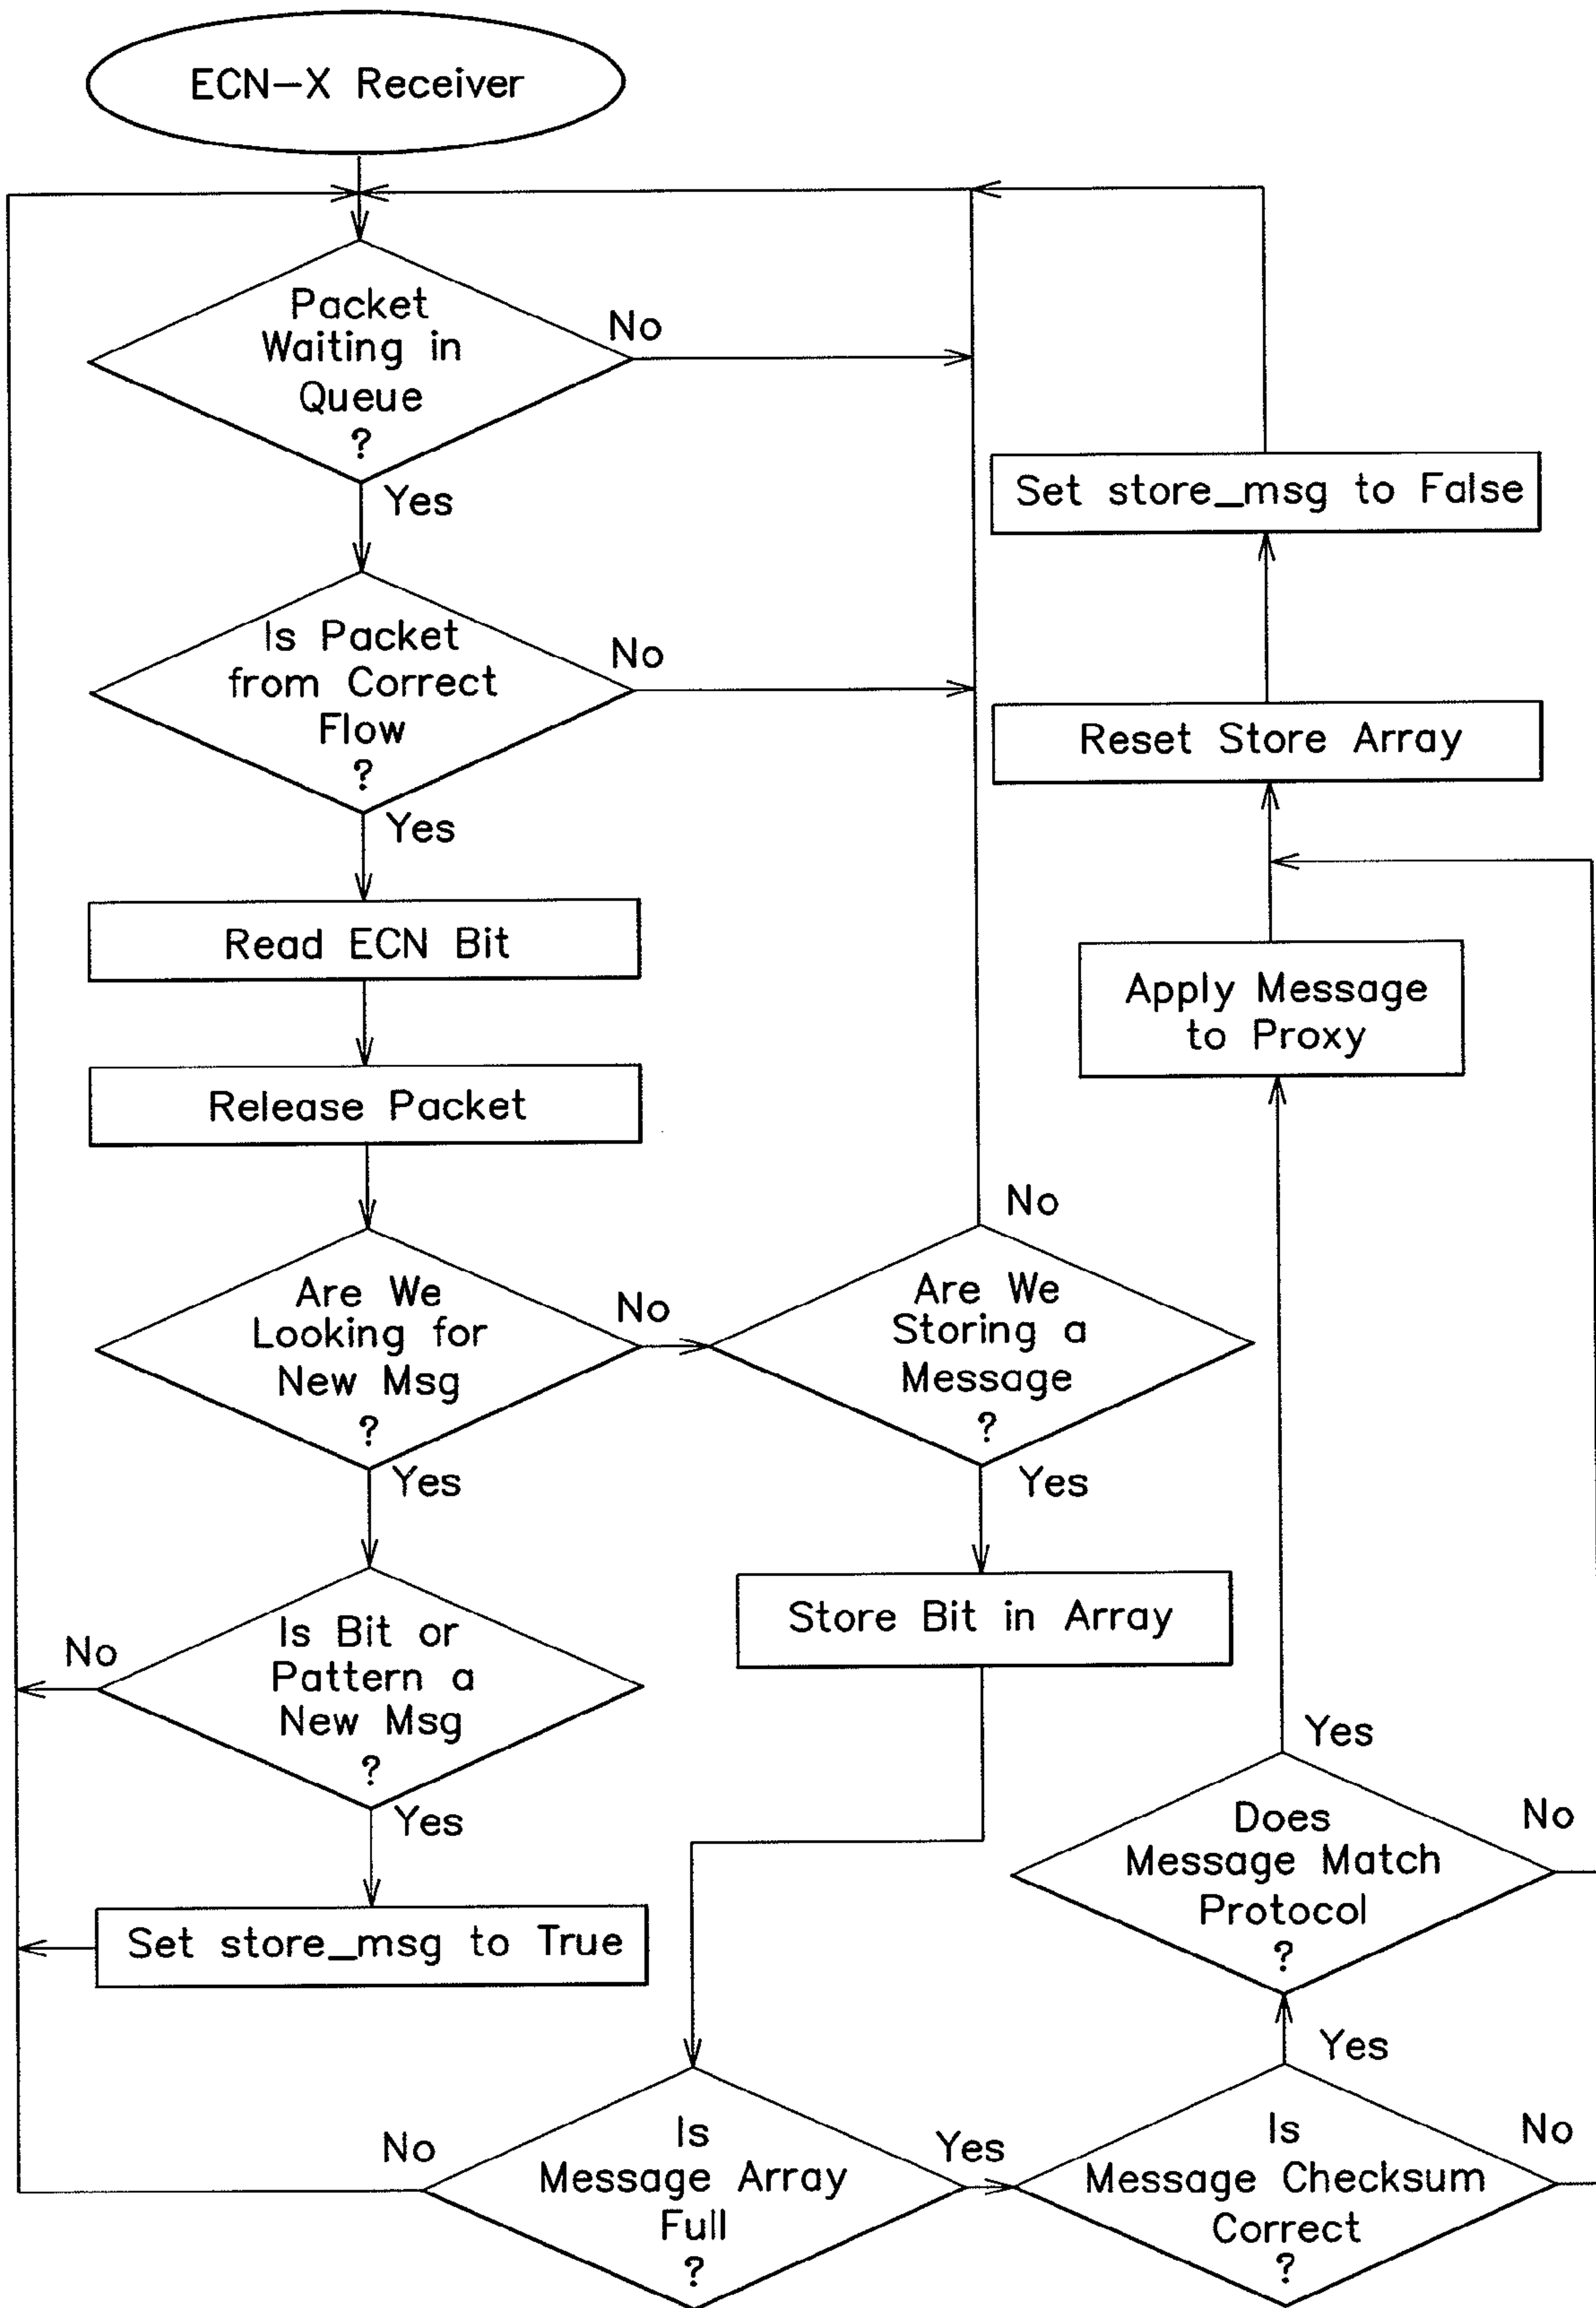 ECN-X Receiver
Packet
Waiting in
Queue
?
No
Yes
Set store_msg to False
Is Packet
from Correct
Flow
?
No
Yes
Reset Store Array
Read ECN Bit
Apply Message
to Proxy
Release Packet
Are We
Looking for
New Msg
?
No
Yes
Are We
Storing a
Message
?
No
Yes
Is Bit or
Pattern a
New Msg
?
No
Yes
Store Bit in Array
Set store_msg to True
Does
Message Match
Protocol
?
Yes
No
Is
Message Array
Full
?
No
Yes
Is
Message Checksum
Correct
?
Yes
No